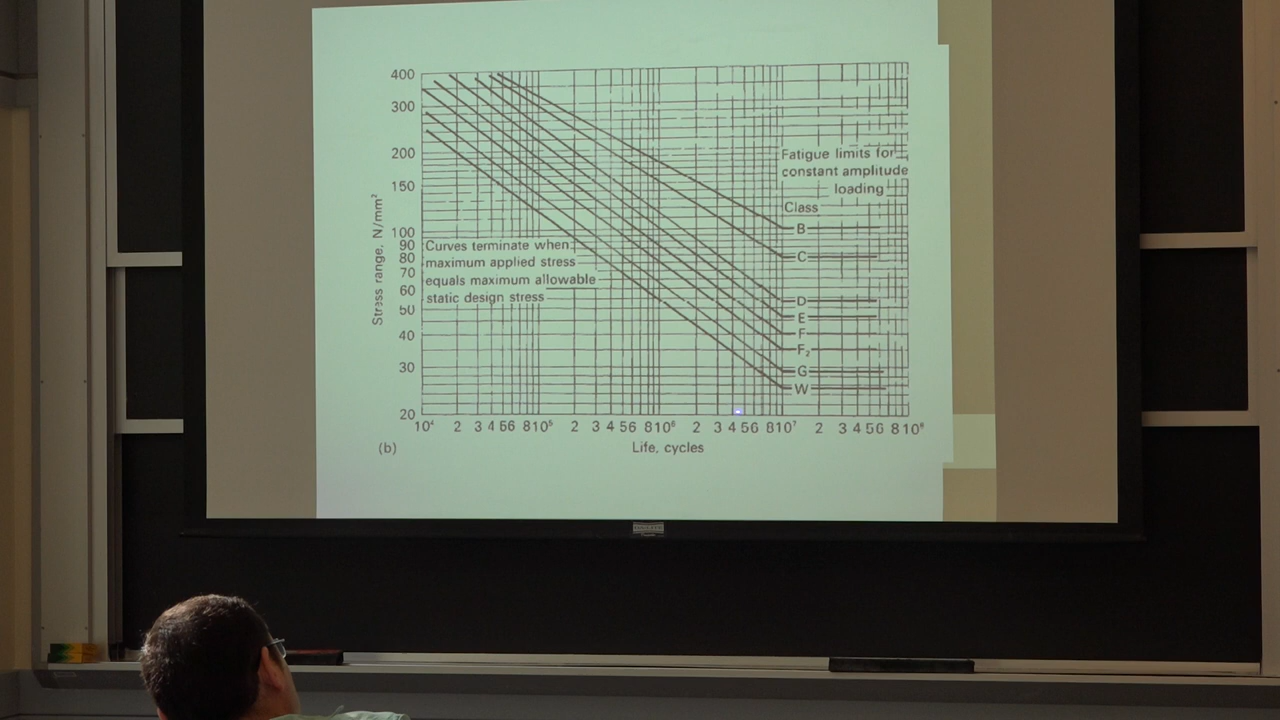 400
300
200
150
100
90
80
70
60
50
40
30
20
Stress range, N/mm²
Fatigue limits for
constant amplitude
loading
Class
B
C
D
E
F
F₂
G
W
Curves terminate when
maximum applied stress
equals maximum allowable
static design stress
10⁴ 2 3 4 5 6 8 10⁵ 2 3 4 5 6 8 10⁶ 2 3 4 5 6 8 10⁷ 2 3 4 5 6 8 10⁸
(b) Life, cycles